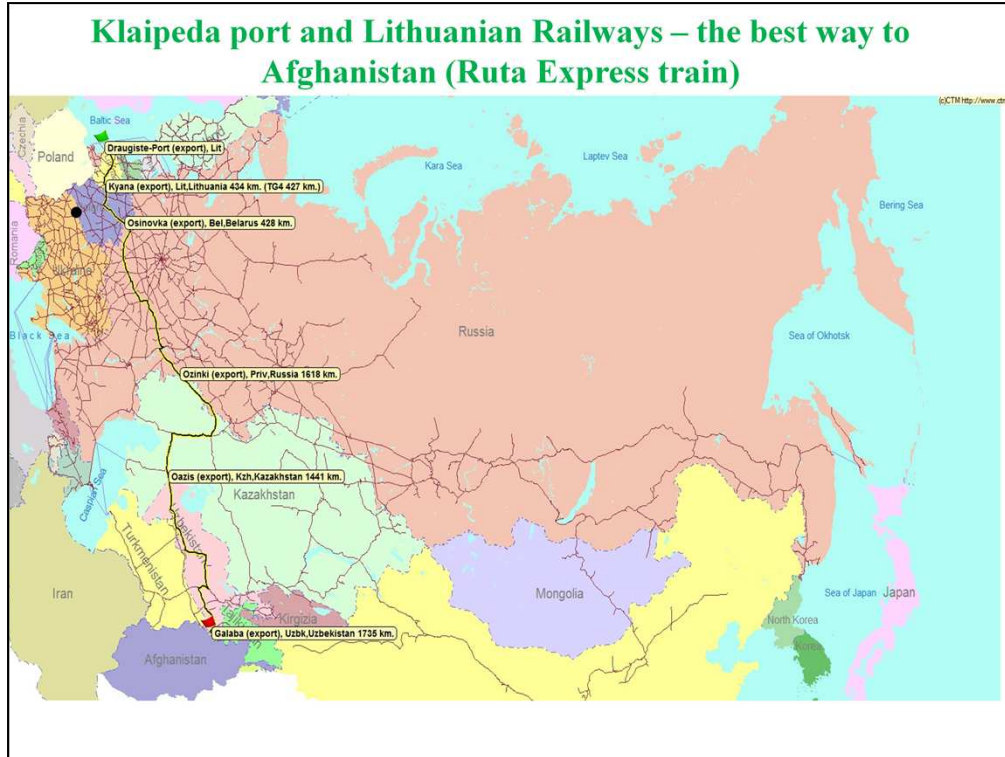 Klaipeda port and Lithuanian Railways – the best way to
Afghanistan (Ruta Express train)
(c)CTM http://www.ctm
Baltic Sea
Czechia
Poland
Draugiste-Port (export), Lit
Kara Sea
Laptev Sea
Bering Sea
Kyana (export), Lit,Lithuania 434 km. (TG4 427 km.)
Osinovka (export), Bel,Belarus 428 km.
Romania
Ukraine
Black Sea
Russia
Sea of Okhotsk
Ozinki (export), Priv,Russia 1618 km.
Oazis (export), Kzh,Kazakhstan 1441 km.
Caspian Sea
Kazakhstan
Uzbekistan
Turkmenistan
Iran
Mongolia
Sea of Japan
Japan
Kirgizia
North Korea
Galaba (export), Uzbk,Uzbekistan 1735 km.
Korea
Afghanistan